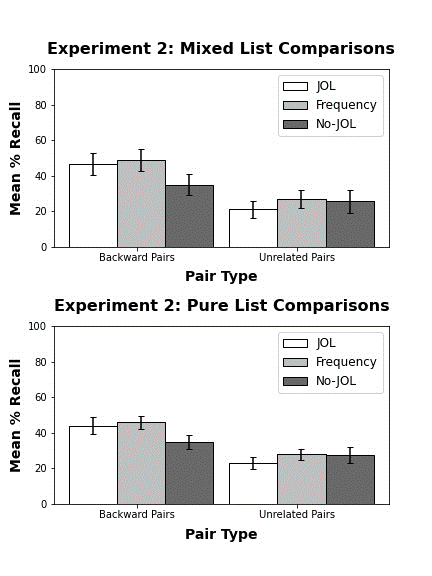 Experiment 2: Mixed List Comparisons
100
80
60
40
20
0
Mean % Recall
JOL
Frequency
No-JOL
Backward Pairs
Unrelated Pairs
Pair Type
Experiment 2: Pure List Comparisons
100
80
60
40
20
0
Mean % Recall
JOL
Frequency
No-JOL
Backward Pairs
Unrelated Pairs
Pair Type